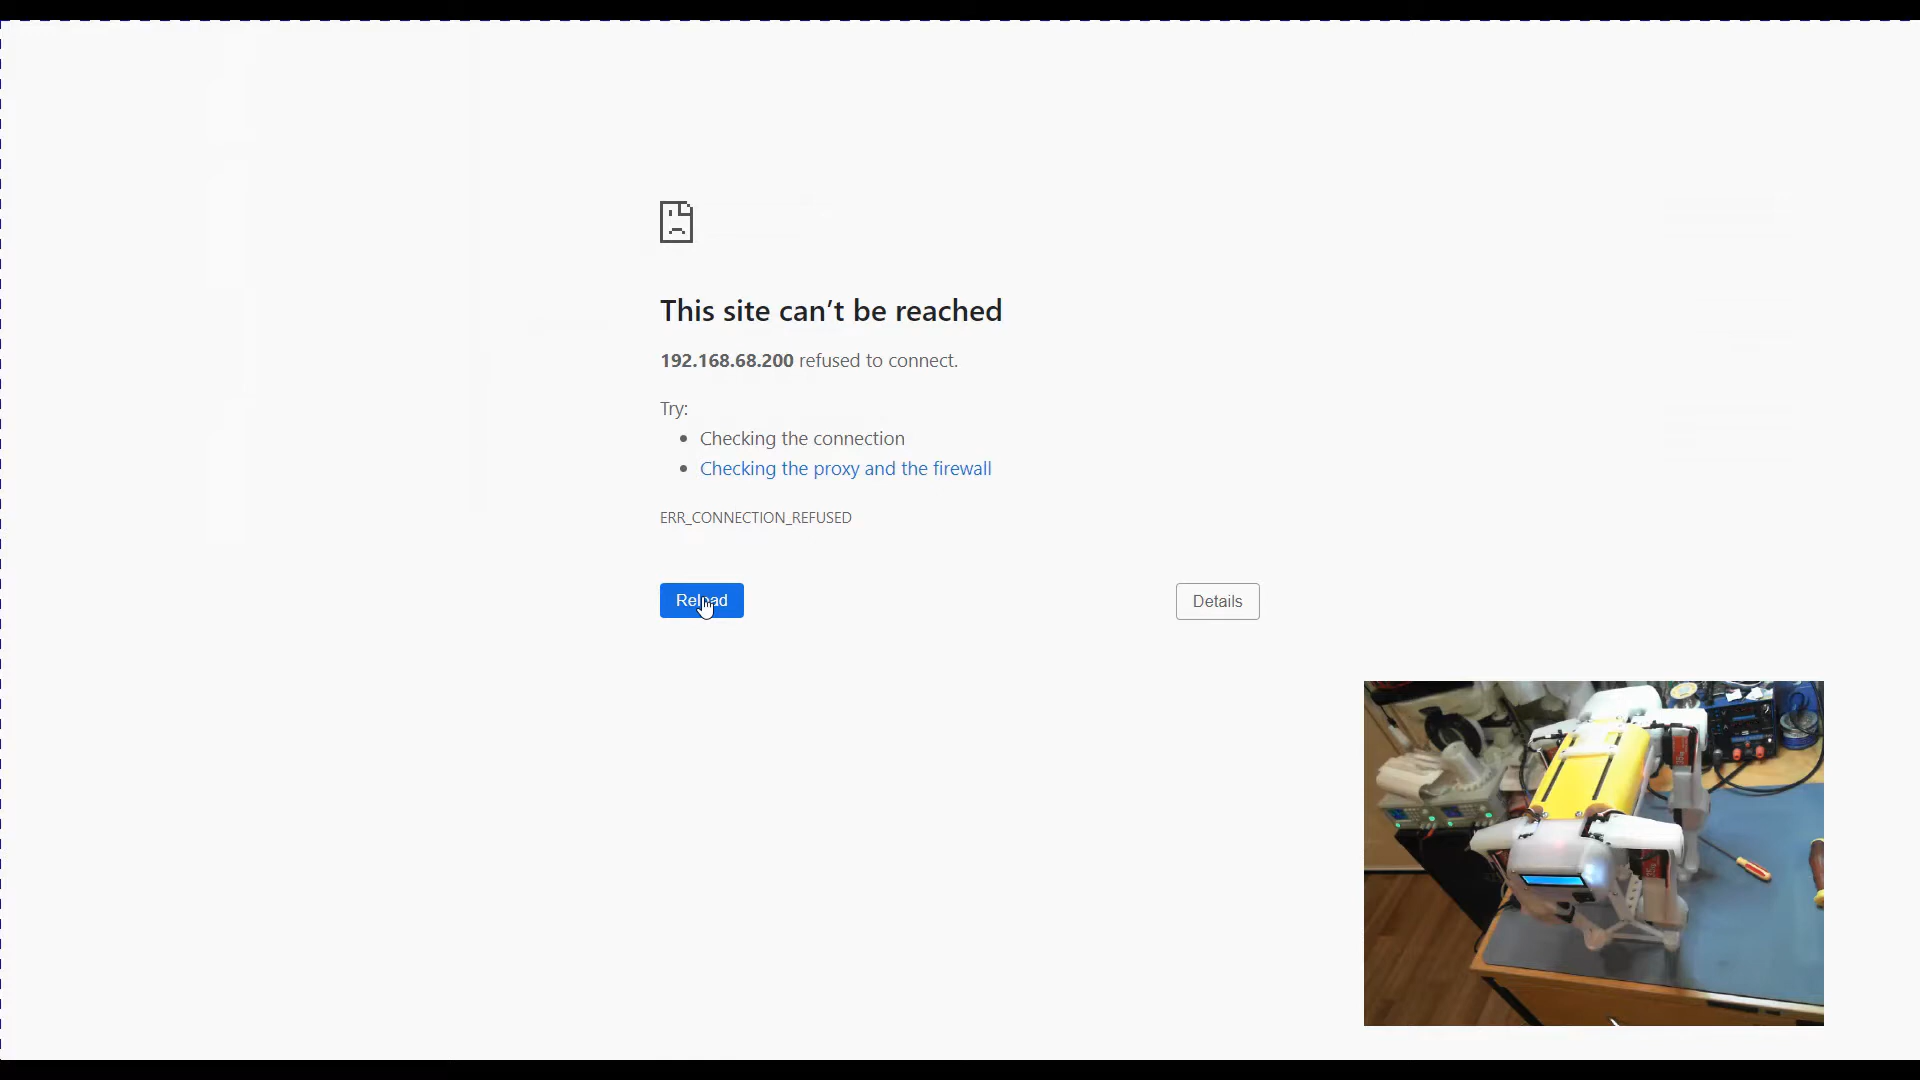 This site can’t be reached
192.168.68.200 refused to connect.
Try:
Checking the connection
Checking the proxy and the firewall
ERR_CONNECTION_REFUSED
Reload
Details